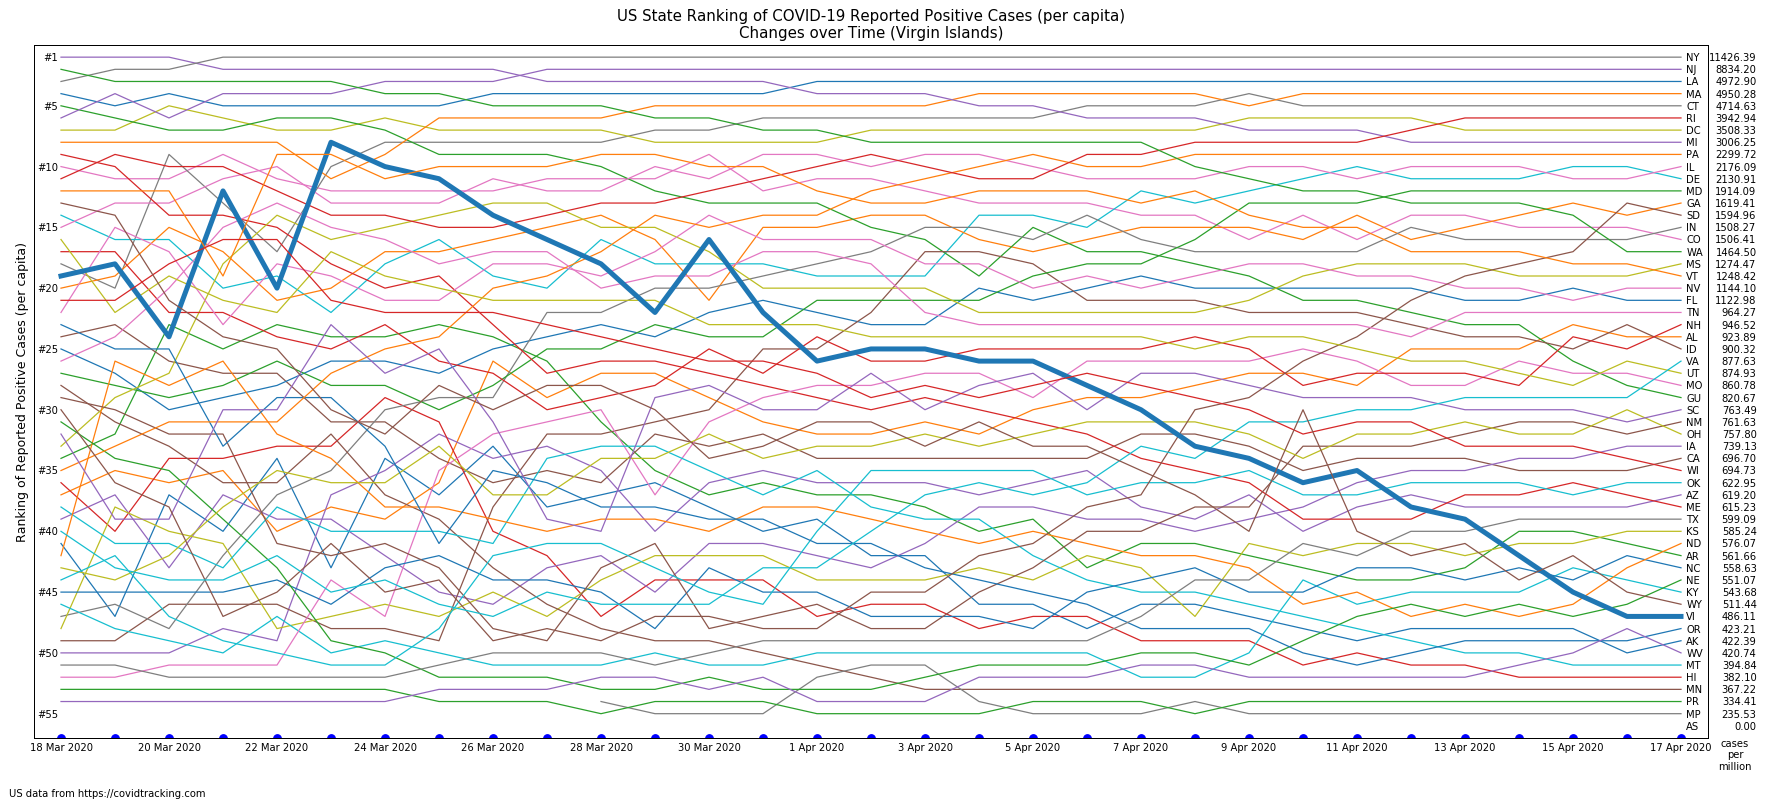 US State Ranking of COVID-19 Reported Positive Cases (per capita)
Changes over Time (Virgin Islands)
Ranking of Reported Positive Cases (per capita)
#1
#5
#10
#15
#20
#25
#30
#35
#40
#45
#50
#55
NY 11426.39
NJ 8834.20
LA 4972.90
MA 4950.28
CT 4714.63
RI 3942.94
DC 3508.33
MI 3006.25
PA 2299.72
IL 2176.09
DE 2130.91
MD 1914.09
GA 1619.41
SD 1594.96
IN 1508.27
CO 1506.41
WA 1464.50
MS 1274.47
VT 1248.42
NV 1144.10
FL 1122.98
TN 964.27
NH 946.52
AL 923.89
ID 900.32
VA 877.63
UT 874.93
MO 860.78
GU 820.67
SC 763.49
NM 761.63
OH 757.80
IA 739.13
CA 696.70
WI 694.73
OK 622.95
AZ 619.20
ME 615.23
TX 599.09
KS 585.24
ND 576.07
AR 561.66
NC 558.63
NE 551.07
KY 543.68
WY 511.44
VI 486.11
OR 423.21
AK 422.39
WV 420.74
MT 394.84
HI 382.10
MN 367.22
PR 334.41
MP 235.53
AS 0.00
18 Mar 2020 20 Mar 2020 22 Mar 2020 24 Mar 2020 26 Mar 2020 28 Mar 2020 30 Mar 2020 1 Apr 2020 3 Apr 2020 5 Apr 2020 7 Apr 2020 9 Apr 2020 11 Apr 2020 13 Apr 2020 15 Apr 2020 17 Apr 2020
cases
per
million
US data from https://covidtracking.com